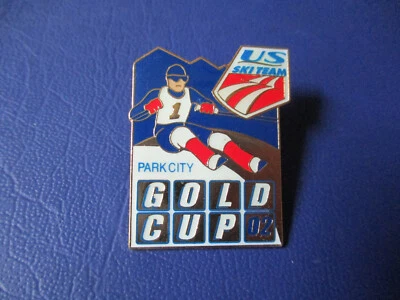 US
SKI TEAM
1
PARK CITY
GOLD
CUP 02